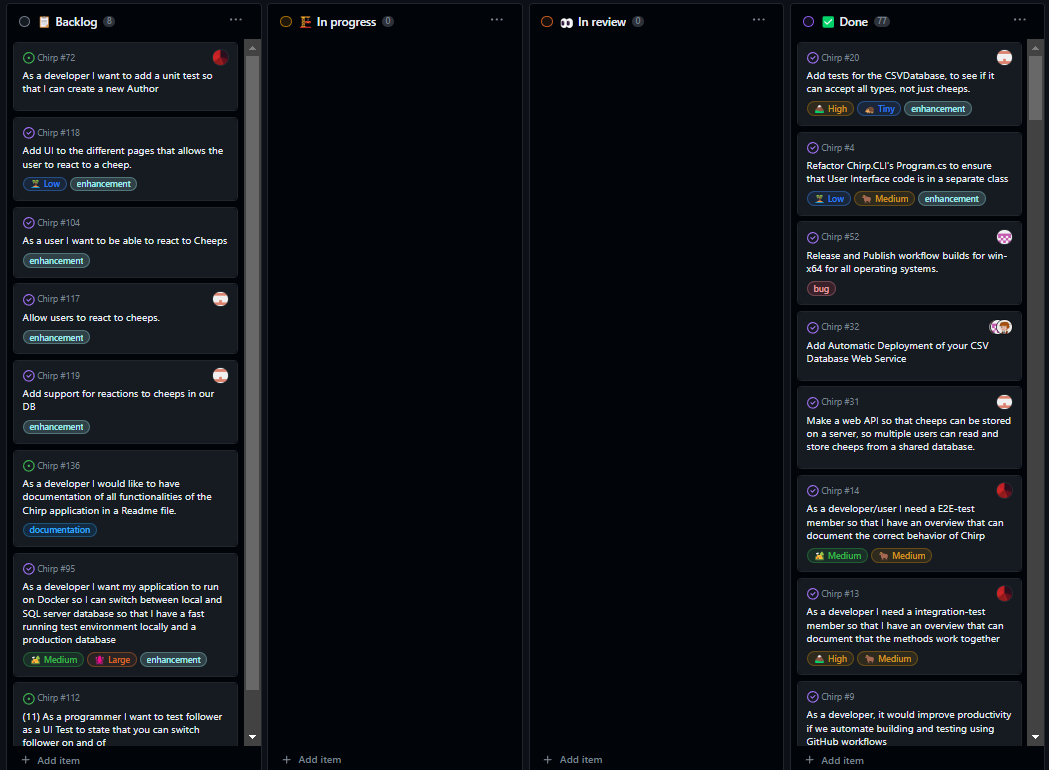 Backlog 8
Chirp #72
As a developer I want to add a unit test so
that I can create a new Author
Chirp #118
Add UI to the different pages that allows the
user to react to a cheep.
Low enhancement
Chirp #104
As a user I want to be able to react to Cheeps
enhancement
Chirp #117
Allow users to react to cheeps.
enhancement
Chirp #119
Add support for reactions to cheeps in our
DB
enhancement
Chirp #136
As a developer I would like to have
documentation of all functionalities of the
Chirp application in a Readme file.
documentation
Chirp #95
As a developer I want my application to run
on Docker so I can switch between local and
SQL server database so that I have a fast
running test environment locally and a
production database
Medium Large enhancement
Chirp #112
(11) As a programmer I want to test follower
as a UI Test to state that you can switch
follower on and of
+ Add item
In progress 0
+ Add item
In review 0
+ Add item
Done 77
Chirp #20
Add tests for the CSVDatabase, to see if it
can accept all types, not just cheeps.
High Tiny enhancement
Chirp #4
Refactor Chirp.CLI's Program.cs to ensure
that User Interface code is in a separate class
Low Medium enhancement
Chirp #52
Release and Publish workflow builds for win-
x64 for all operating systems.
bug
Chirp #32
Add Automatic Deployment of your CSV
Database Web Service
Chirp #31
Make a web API so that cheeps can be stored
on a server, so multiple users can read and
store cheeps from a shared database.
Chirp #14
As a developer/user I need a E2E-test
member so that I have an overview that can
document the correct behavior of Chirp
Medium Medium
Chirp #13
As a developer I need a integration-test
member so that I have an overview that can
document that the methods work together
High Medium
Chirp #9
As a developer, it would improve productivity
if we automate building and testing using
GitHub workflows
+ Add item